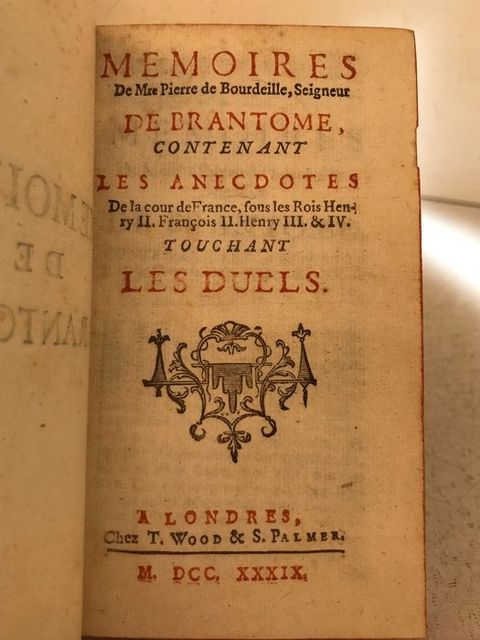 MEMOIRES
De Mre Pierre de Bourdeille, Seigneur
DE BRANTOME,
CONTENANT
LES ANECDOTES
De la cour de France, ſous les Rois Hen-
ry II. François II. Henry III. & IV.
TOUCHANT
LES DUELS.
A LONDRES,
Chez T. WOOD & S. PALMER.
M. DCC. XXXIX.